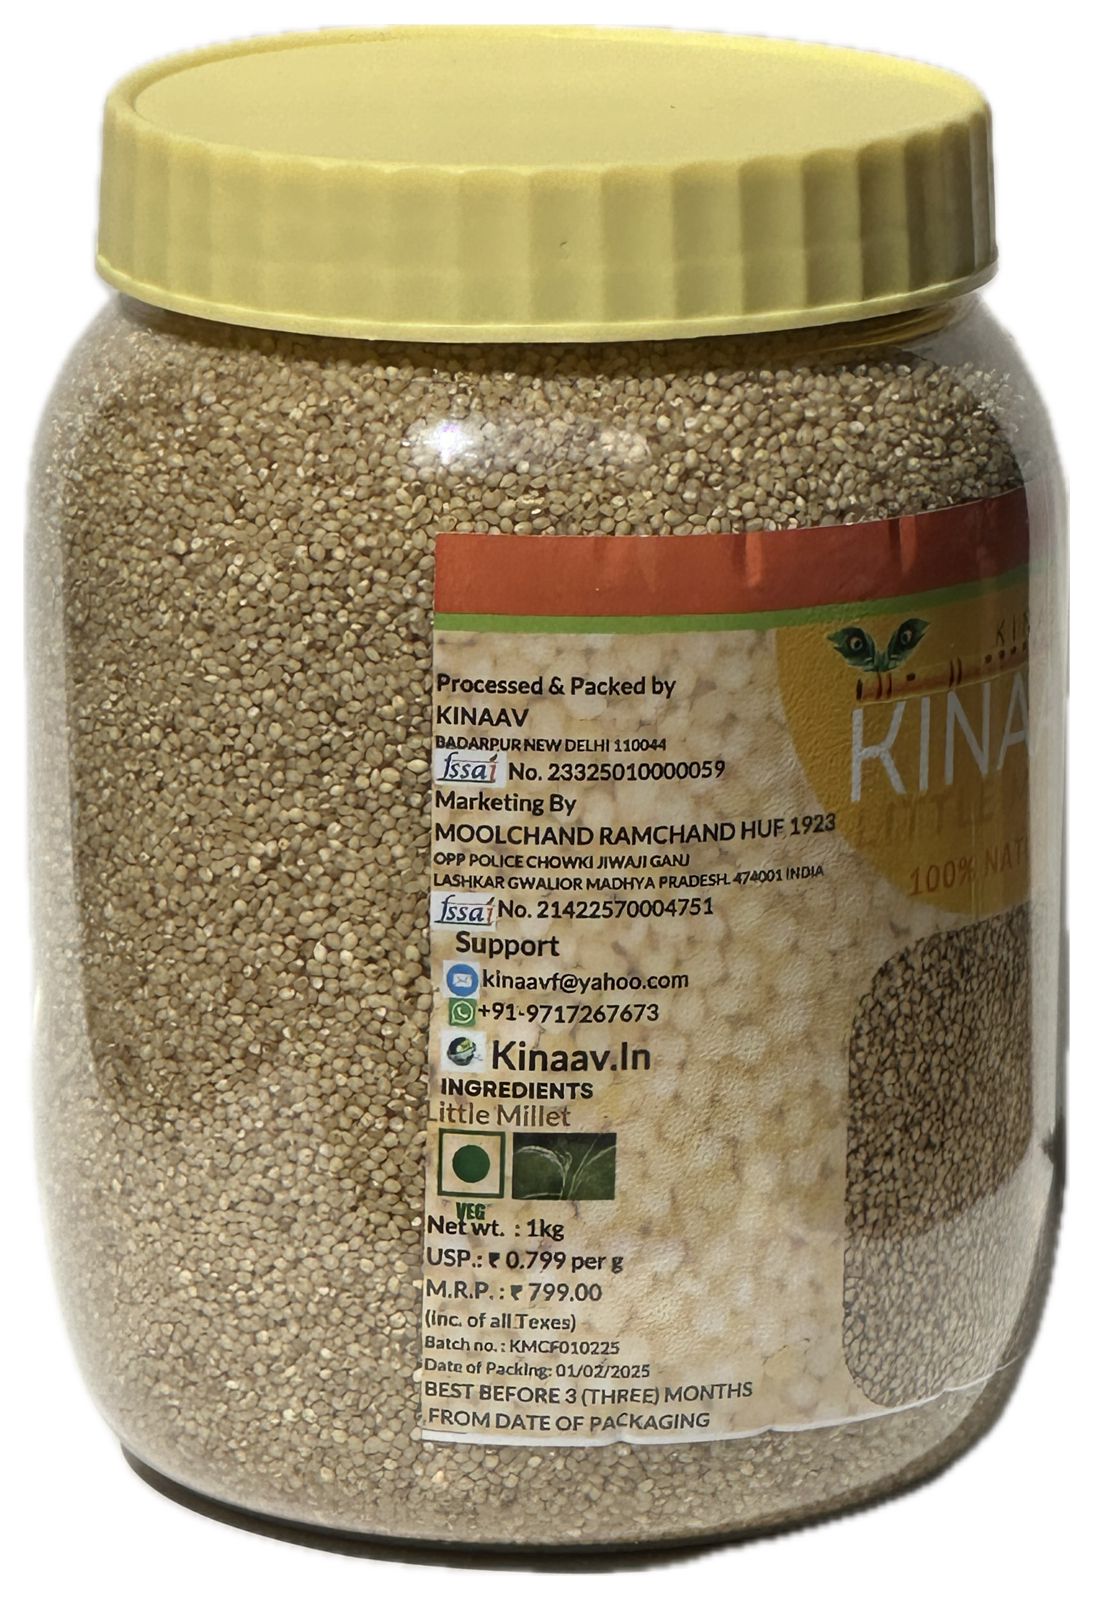 Processed & Packed by
KINAAV
BADARPUR NEW DELHI 110044
fssai No. 23325010000059
Marketing By
MOOLCHAND RAMCHAND HUF 1923
OPP POLICE CHOWKI JIWAJI GANJ
LASHKAR GWALIOR MADHYA PRADESH. 474001 INDIA
fssai No. 21422570004751
Support
kinaavf@yahoo.com
+91-9717267673
Kinaav.In
INGREDIENTS
Little Millet
VEG
Net wt. : 1kg
USP.: ₹ 0.799 per g
M.R.P. : ₹ 799.00
(Inc. of all Texes)
Batch no. : KMCF010225
Date of Packing: 01/02/2025
BEST BEFORE 3 (THREE) MONTHS
FROM DATE OF PACKAGING
KIN
KINA
100% NAT